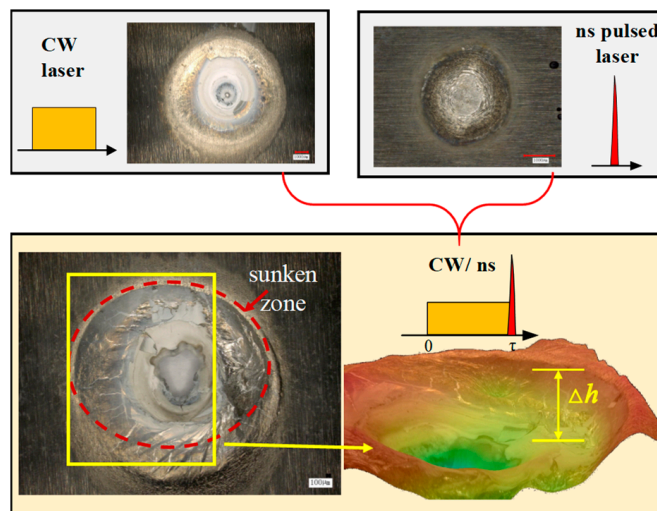 CW
laser
ns pulsed
laser
sunken
zone
CW/ ns
0
τ
Δh
100μm